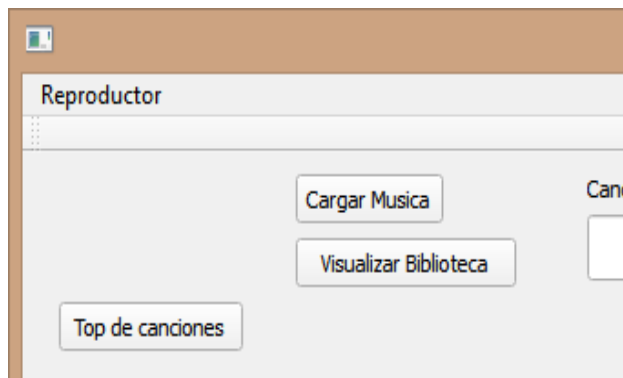 Reproductor
Cargar Musica
Visualizar Biblioteca
Top de canciones